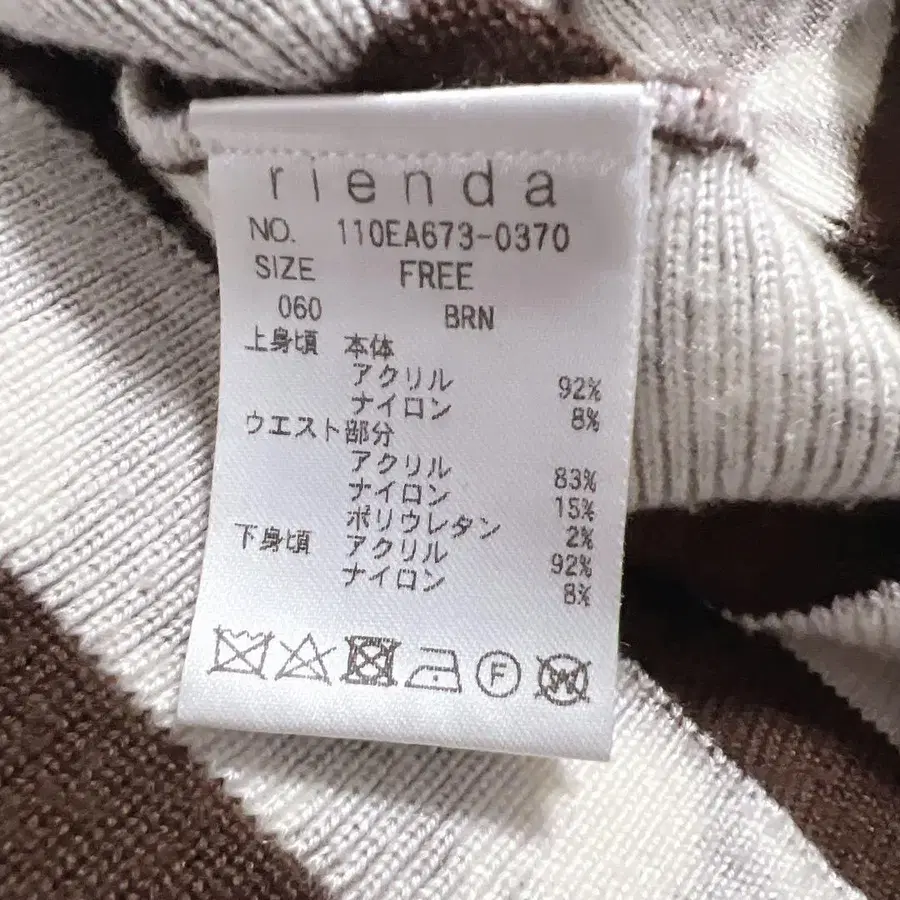 rienda
NO. 110EA673-0370
SIZE FREE
060 BRN
上身頃 本体
アクリル 92%
ナイロン 8%
ウエスト部分
アクリル 83%
ナイロン 15%
ポリウレタン 2%
下身頃 アクリル 92%
ナイロン 8%
F
W